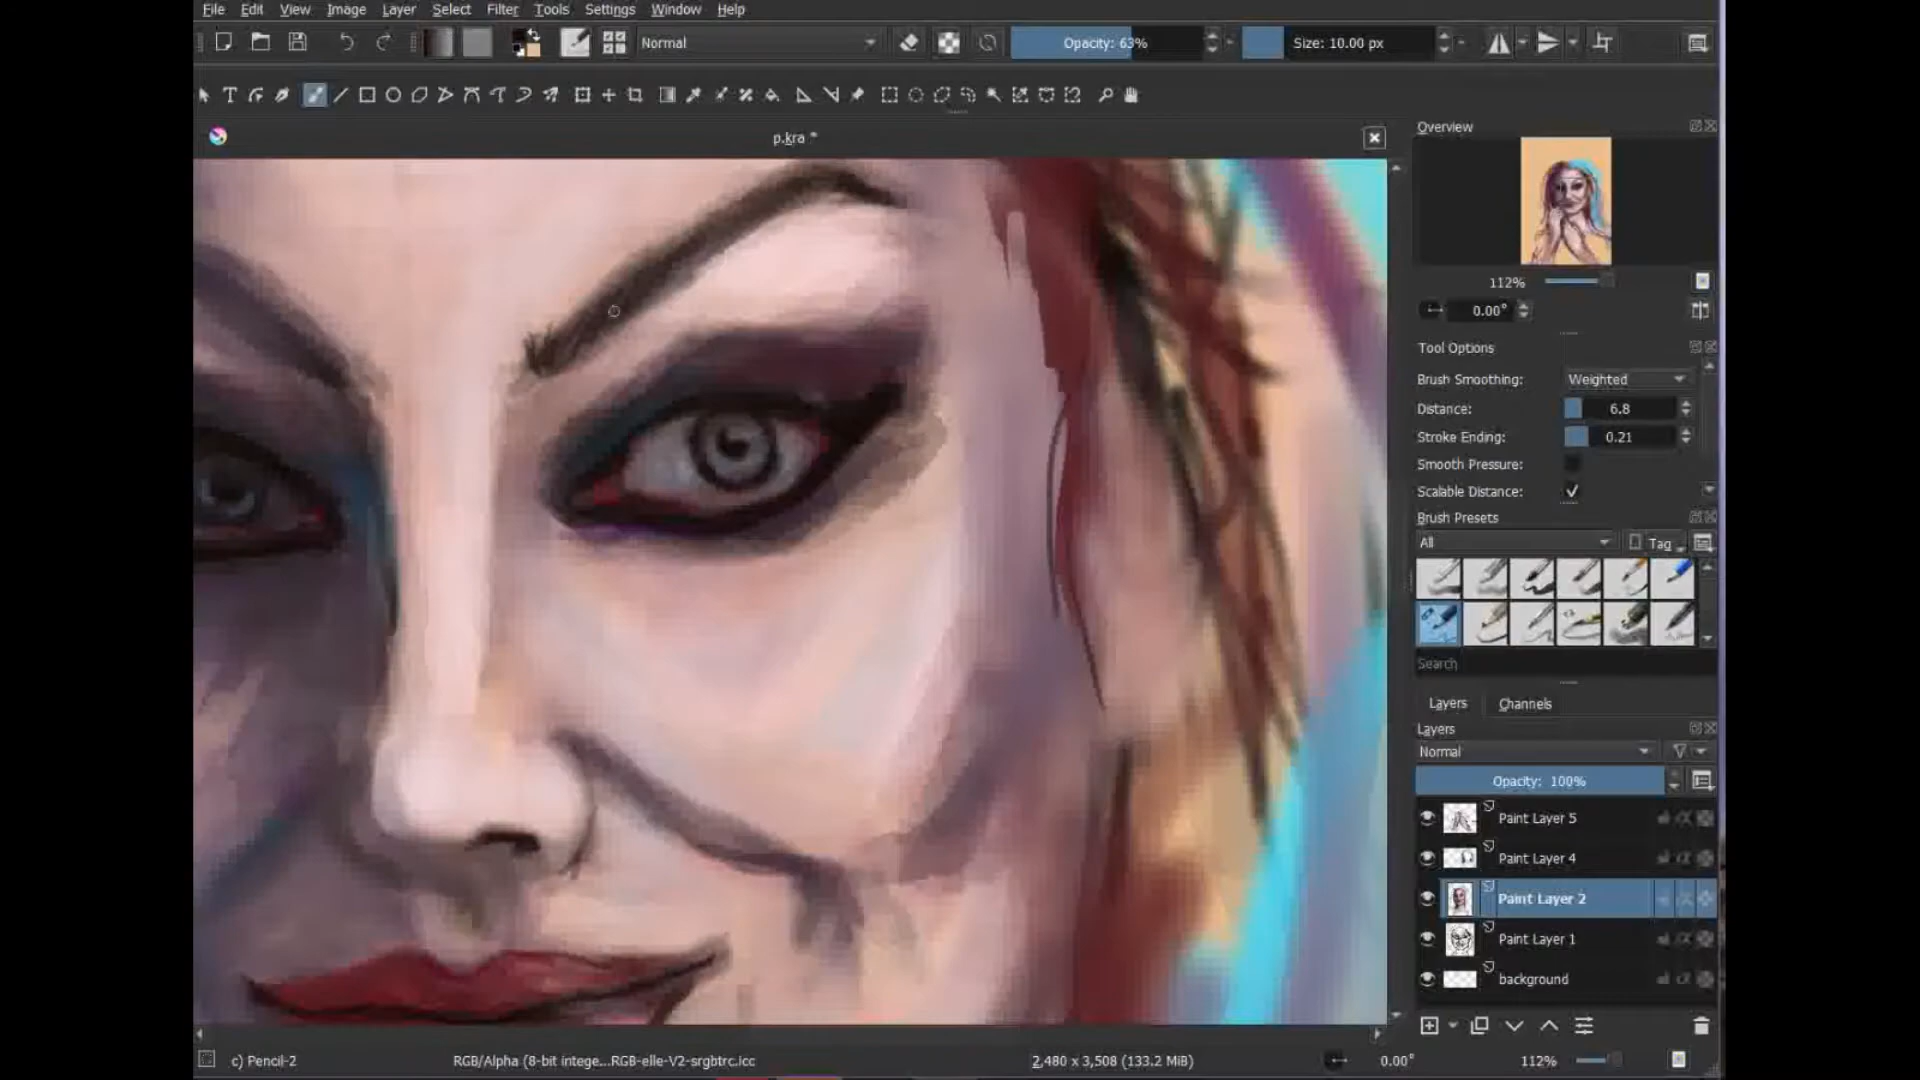 File Edit View Image Layer Select Filter Tools Settings Window Help
Normal Opacity: 63% Size: 10.00 px
p.kra *
Overview
112%
0.00°
Tool Options
Brush Smoothing: Weighted
Distance: 6.8
Stroke Ending: 0.21
Smooth Pressure:
Scalable Distance:
Brush Presets
All Tag
Search
Layers Channels
Layers
Normal
Opacity: 100%
Paint Layer 5
Paint Layer 4
Paint Layer 2
Paint Layer 1
background
c) Pencil-2 RGB/Alpha (8-bit intege...RGB-elle-V2-srgbtrc.icc 2,480 x 3,508 (133.2 MiB) 0.00° 112%